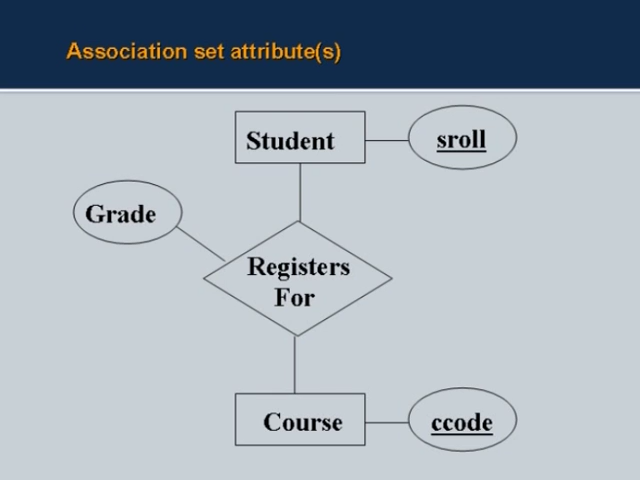 Association set attribute(s)
Student
sroll
Grade
Registers
For
Course
ccode